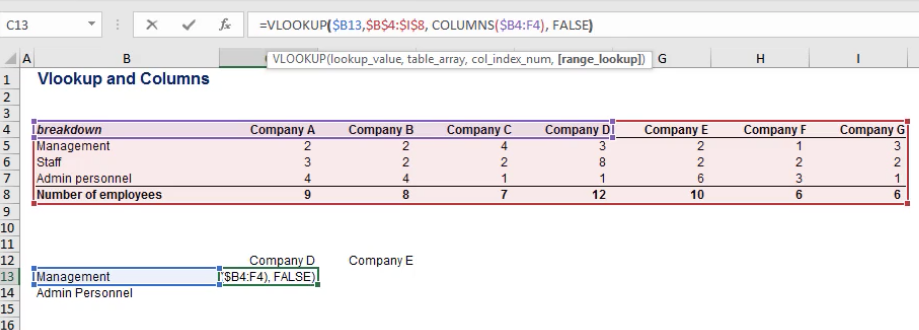 C13 fx =VLOOKUP($B13,$B$4:$I$8, COLUMNS($B4:F4), FALSE)
VLOOKUP(lookup_value, table_array, col_index_num, [range_lookup])
A B G H I
1 Vlookup and Columns
2
3
4 breakdown Company A Company B Company C Company D Company E Company F Company G
5 Management 2 2 4 3 2 1 3
6 Staff 3 2 2 8 2 2 2
7 Admin personnel 4 4 1 1 6 3 1
8 Number of employees 9 8 7 12 10 6 6
9
10
11
12 Company D Company E
13 Management $B4:F4), FALSE)
14 Admin Personnel
15
16